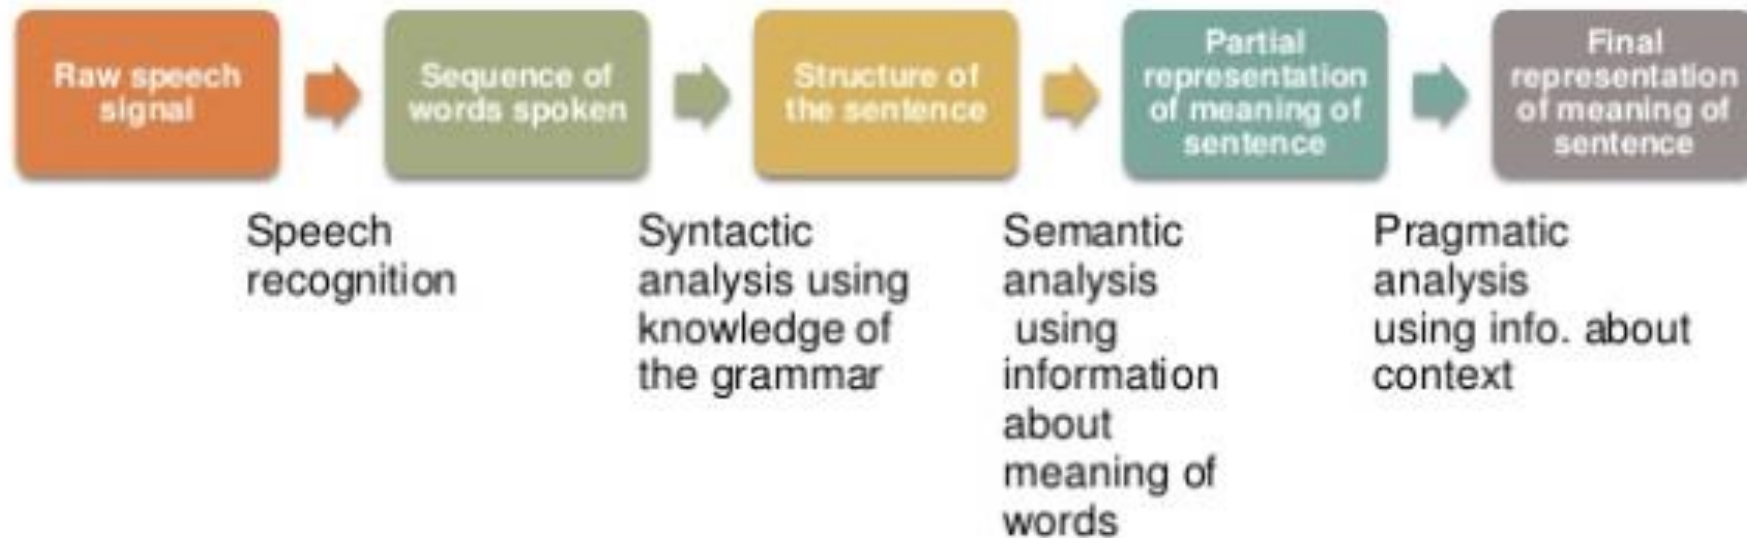 Raw speech
signal
Sequence of
words spoken
Structure of
the sentence
Partial
representation
of meaning of
sentence
Final
representation
of meaning of
sentence
Speech
recognition
Syntactic
analysis using
knowledge of
the grammar
Semantic
analysis
using
information
about
meaning of
words
Pragmatic
analysis
using info. about
context